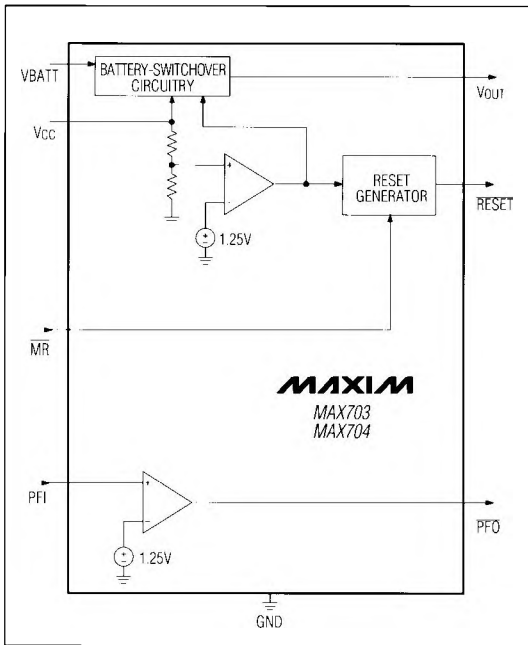 VBATT
BATTERY-SWITCHOVER
CIRCUITRY
VOUT
VCC
RESET
GENERATOR
RESET
1.25V
MR
MAXIM
MAX703
MAX704
PFI
PFO
1.25V
GND